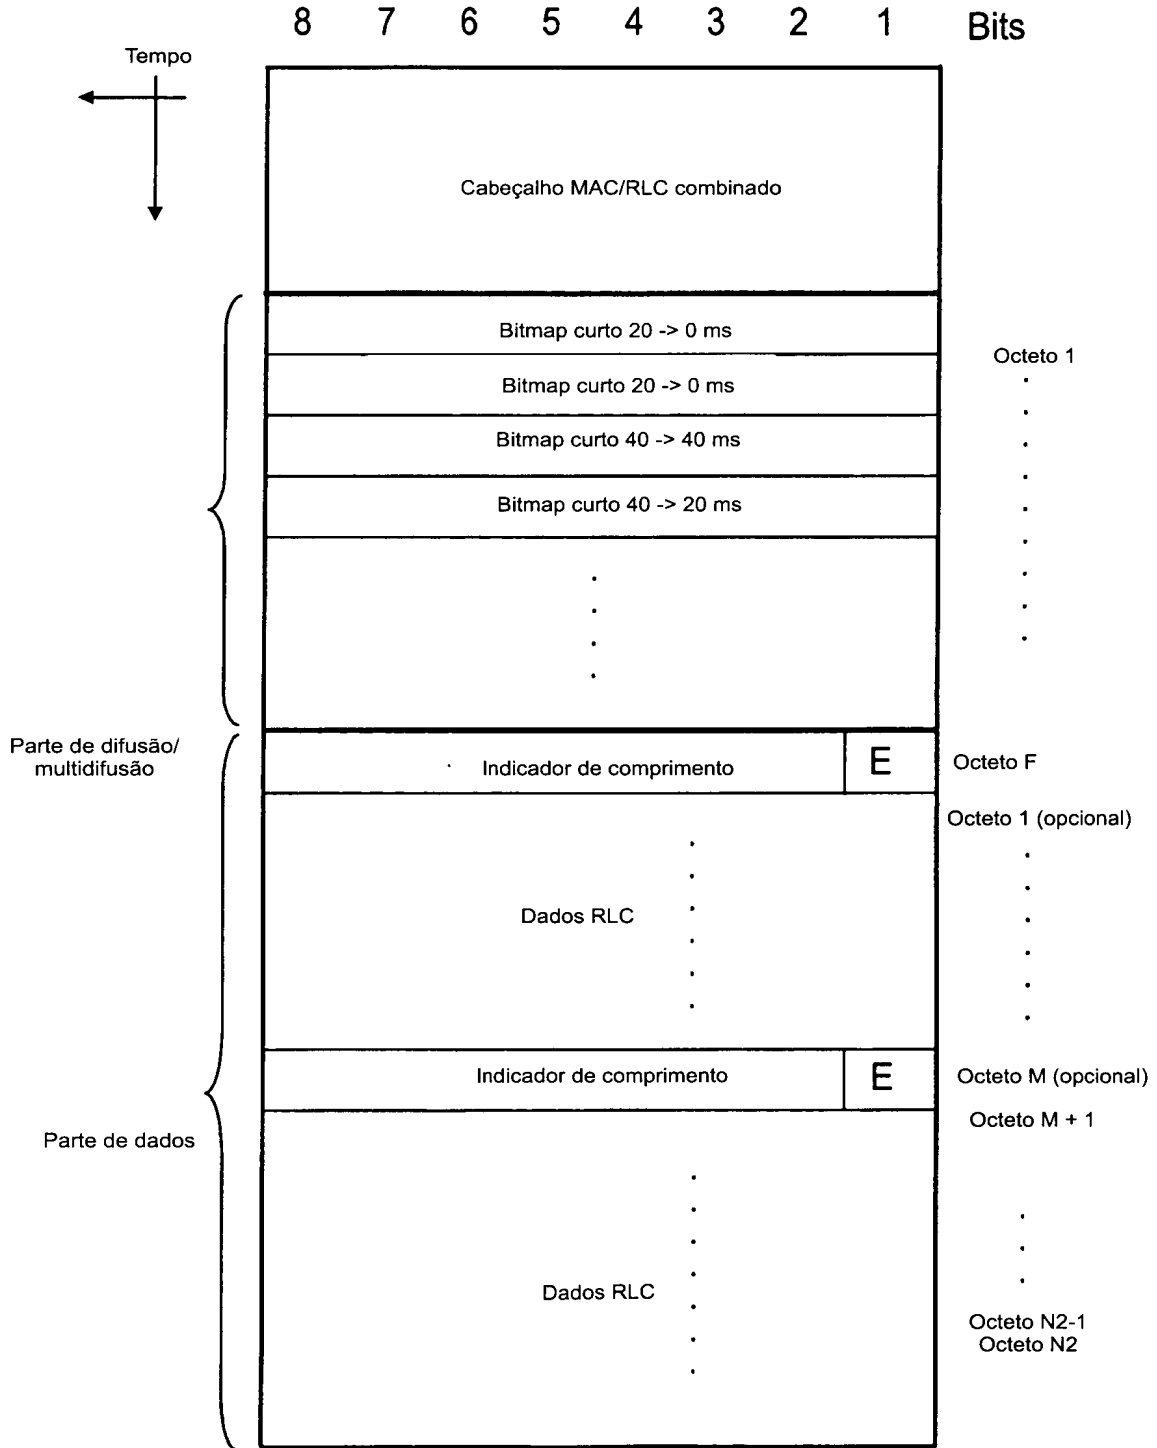 8 7 6 5 4 3 2 1 Bits
Tempo
Cabeçalho MAC/RLC combinado
Bitmap curto 20 -> 0 ms
Octeto 1
Bitmap curto 20 -> 0 ms
Bitmap curto 40 -> 40 ms
Bitmap curto 40 -> 20 ms
Parte de difusão/
multidifusão
Indicador de comprimento E Octeto F
Octeto 1 (opcional)
Dados RLC
Indicador de comprimento E Octeto M (opcional)
Octeto M + 1
Parte de dados
Dados RLC
Octeto N2-1
Octeto N2